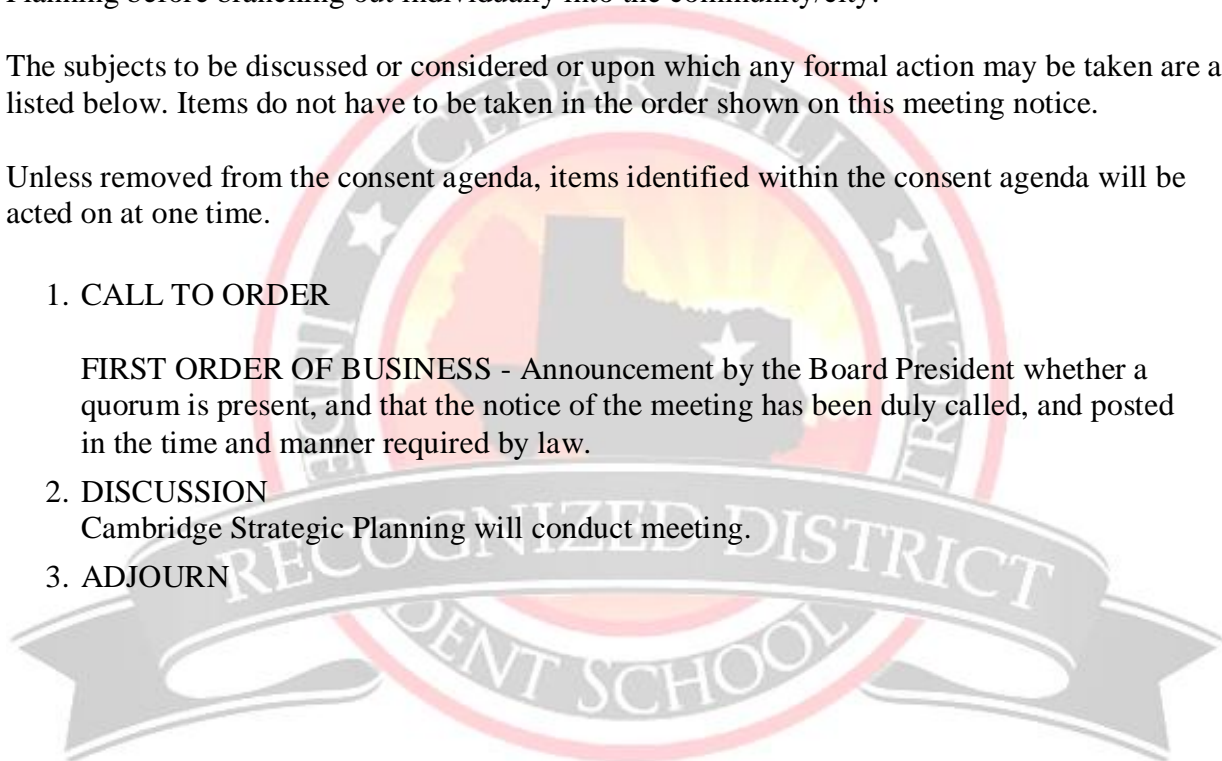 Planning before branching out individually into the community/city.
The subjects to be discussed or considered or upon which any formal action may be taken are a
listed below. Items do not have to be taken in the order shown on this meeting notice.
Unless removed from the consent agenda, items identified within the consent agenda will be
acted on at one time.
1. CALL TO ORDER
FIRST ORDER OF BUSINESS - Announcement by the Board President whether a
quorum is present, and that the notice of the meeting has been duly called, and posted
in the time and manner required by law.
2. DISCUSSION
Cambridge Strategic Planning will conduct meeting.
3. ADJOURN
CEDAR HILL
RECOGNIZED DISTRICT
DENT SCHOOL
TRICT